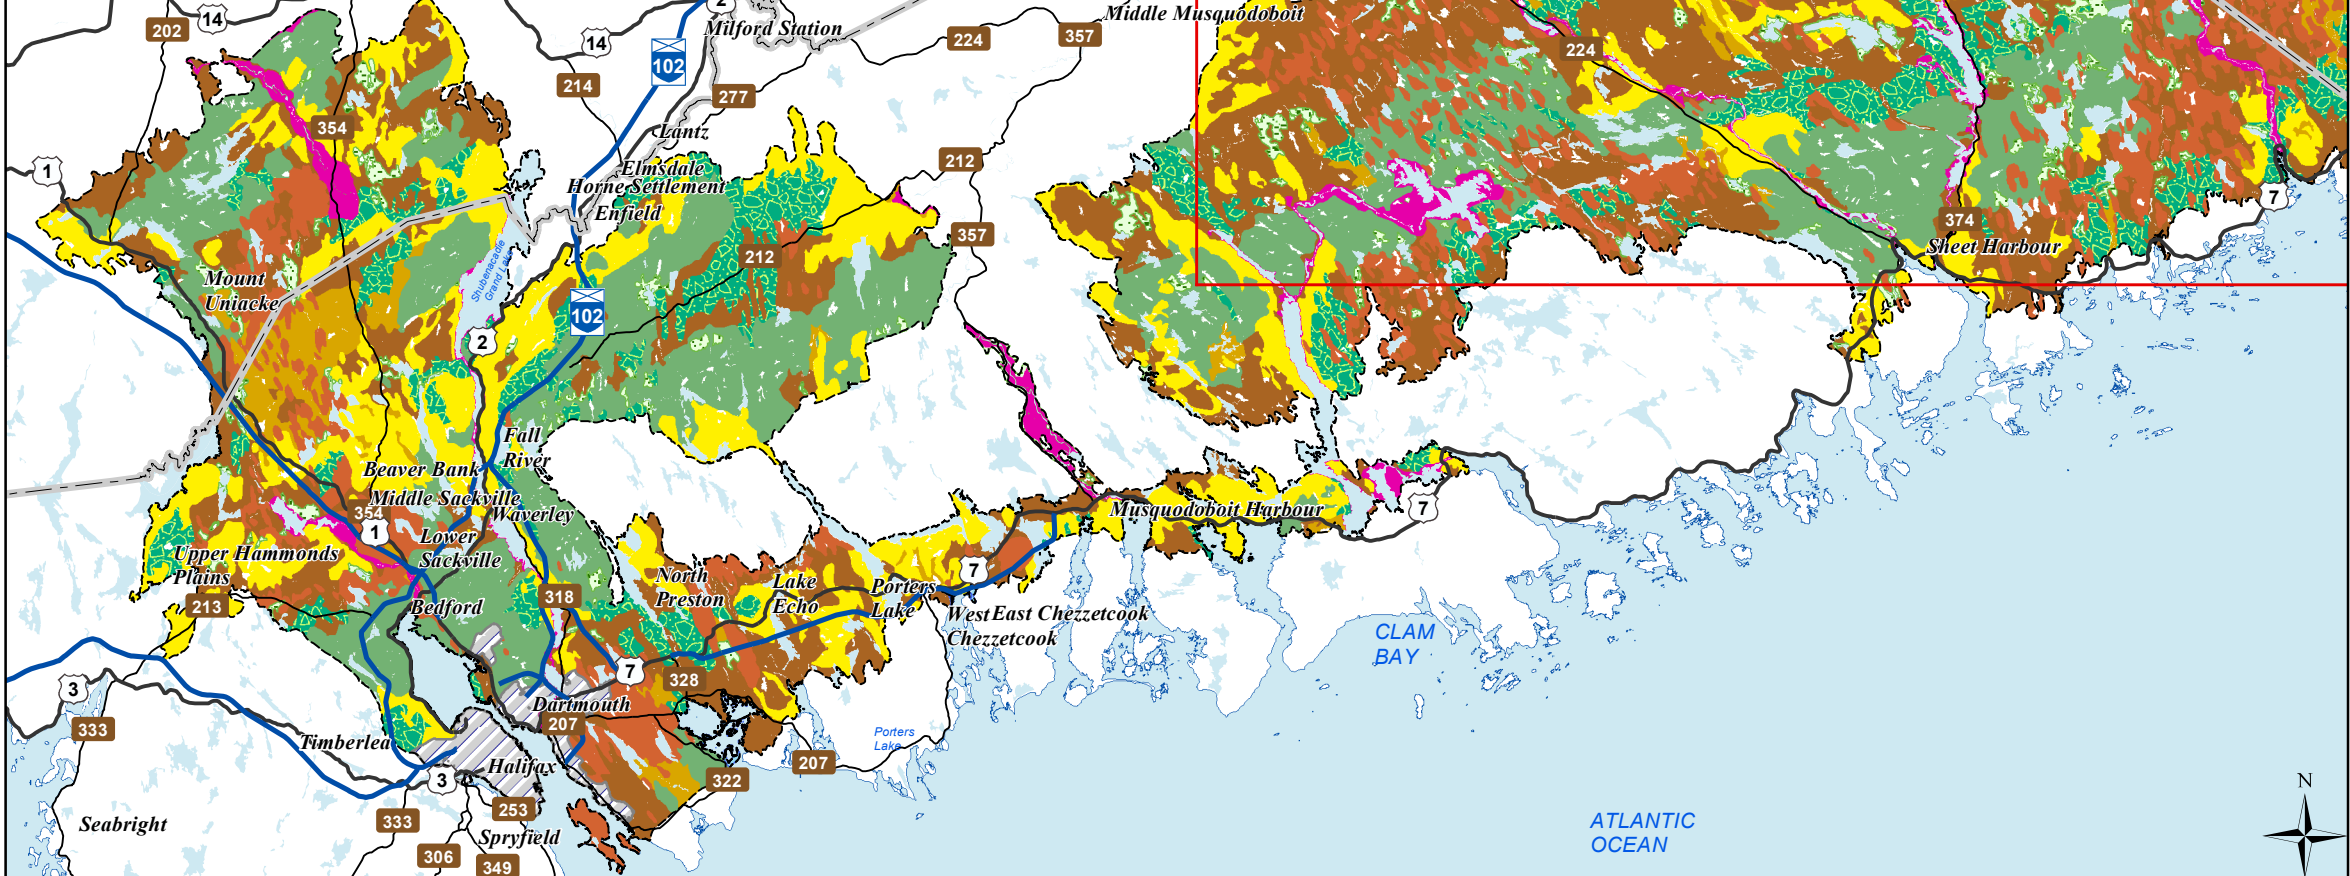 2
Middle Musquodoboit
14
202
Milford Station
14
224
357
224
102
214
277
354
Lantz
1
212
Elmsdale
Horne Settlement
Enfield
7
374
357
Sheet Harbour
212
Shubenacadie
Grand Lake
Mount
Uniacke
102
2
Fall
River
Beaver Bank
Middle Sackville
354
Waverley
Musquodoboit Harbour
7
1
Lower
Sackville
Upper Hammonds
Plains
North
Preston
Lake
Echo
7
Porters
Lake
213
Bedford
318
West
Chezzetcook
East Chezzetcook
CLAM
BAY
7
328
3
333
Dartmouth
207
Timberlea
Porters
Lake
Halifax
3
207
322
N
253
Seabright
333
Spryfield
ATLANTIC
OCEAN
306
349